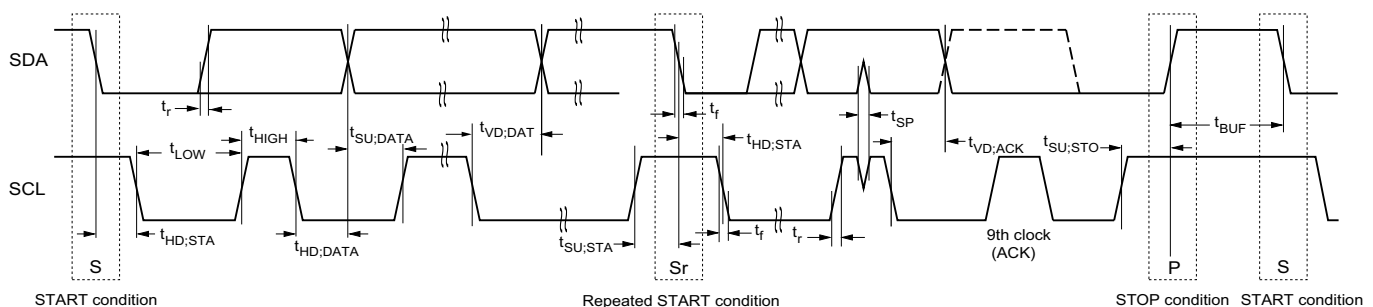 SDA
t_r
t_f
t_SP
t_BUF
t_LOW
t_HIGH
t_SU;DATA
t_VD;DAT
t_HD;STA
t_VD;ACK
t_SU;STO
SCL
t_HD;STA
t_HD;DATA
t_SU;STA
t_f
t_r
9th clock
(ACK)
S
Sr
P
S
START condition
Repeated START condition
STOP condition
START condition